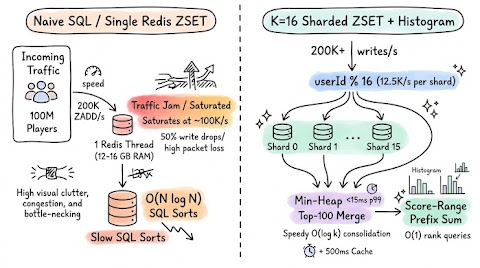 Naive SQL / Single Redis ZSET
Incoming
Traffic
100M
Players
speed
200K
ZADD/s
Traffic Jam / Saturated
Saturates at ~100K/s
50% write drops/
high packet loss
1 Redis Thread
(12-16 GB RAM)
High visual clutter,
congestion, and
bottle-necking
O(N log N)
SQL Sorts
Slow SQL Sorts
K=16 Sharded ZSET + Histogram
200K+ writes/s
userId % 16 (12.5K/s per shard)
Shard 0
Shard 1
...
Shard 15
Min-Heap <15ms p99
Top-100 Merge
Speedy O(log k) consolidation
+ 500ms Cache
Histogram
Score-Range
Prefix Sum
O(1) rank queries